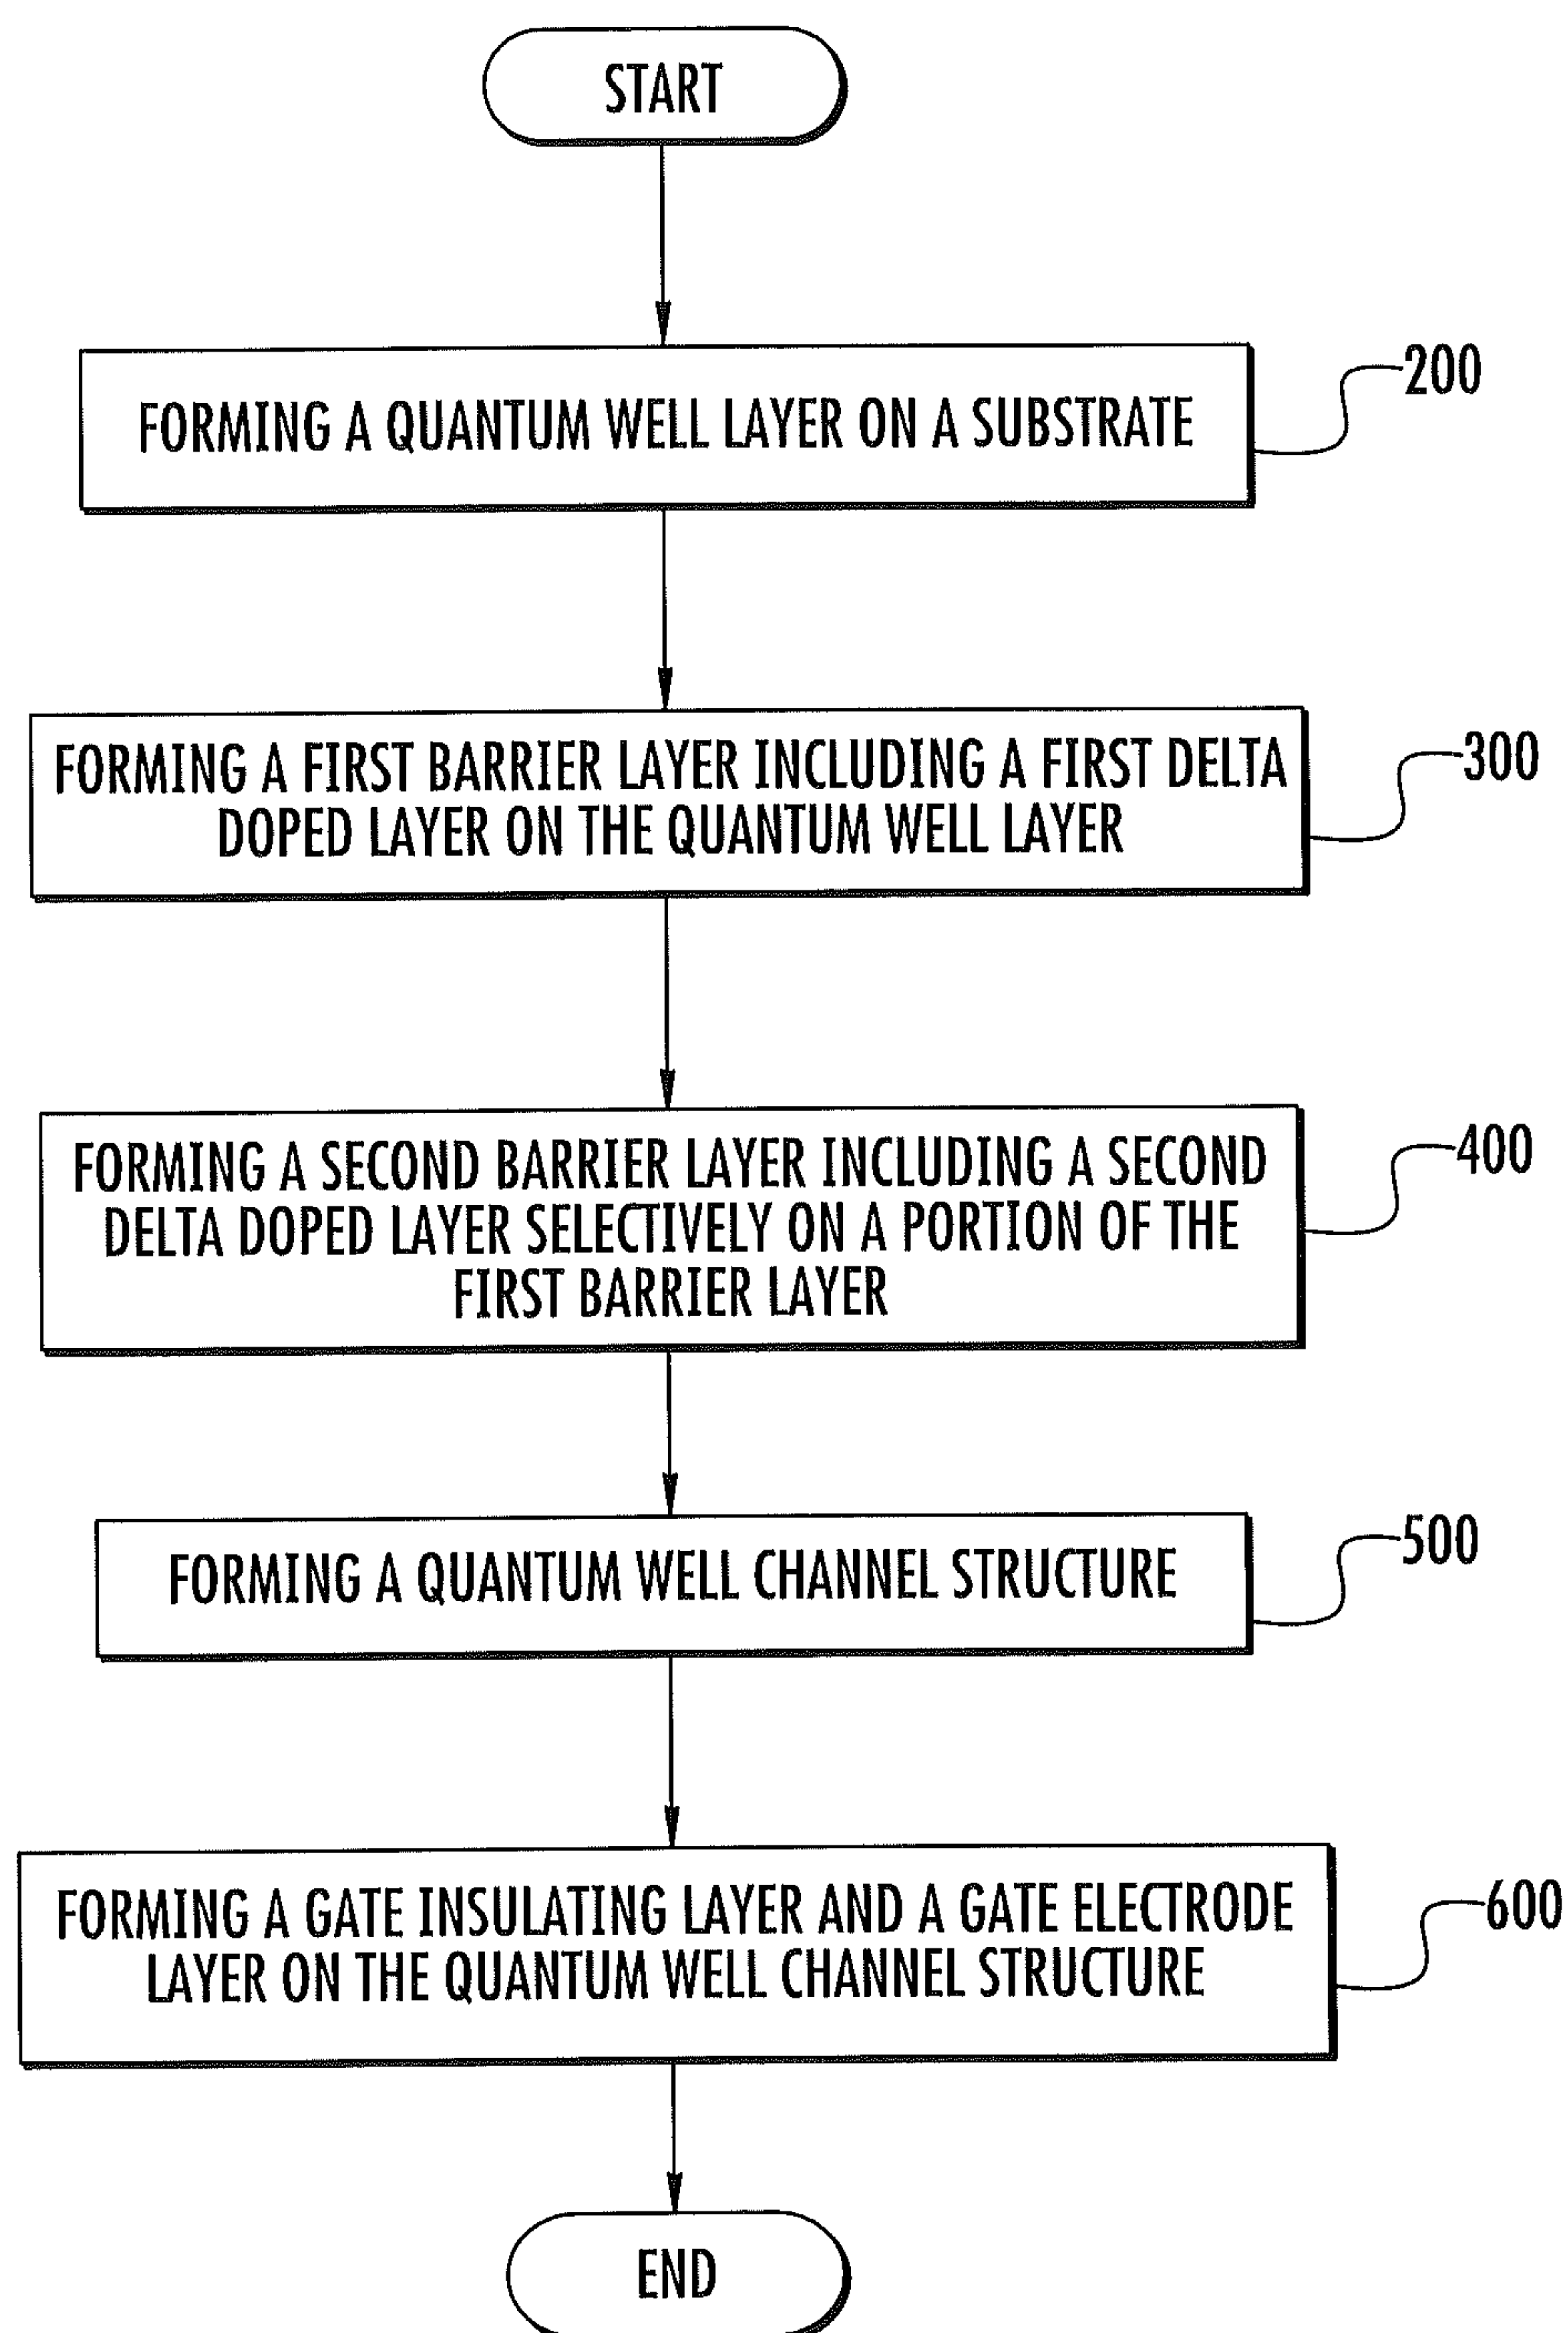 START
FORMING A QUANTUM WELL LAYER ON A SUBSTRATE
200
FORMING A FIRST BARRIER LAYER INCLUDING A FIRST DELTA
DOPED LAYER ON THE QUANTUM WELL LAYER
300
FORMING A SECOND BARRIER LAYER INCLUDING A SECOND
DELTA DOPED LAYER SELECTIVELY ON A PORTION OF THE
FIRST BARRIER LAYER
400
FORMING A QUANTUM WELL CHANNEL STRUCTURE
500
FORMING A GATE INSULATING LAYER AND A GATE ELECTRODE
LAYER ON THE QUANTUM WELL CHANNEL STRUCTURE
600
END